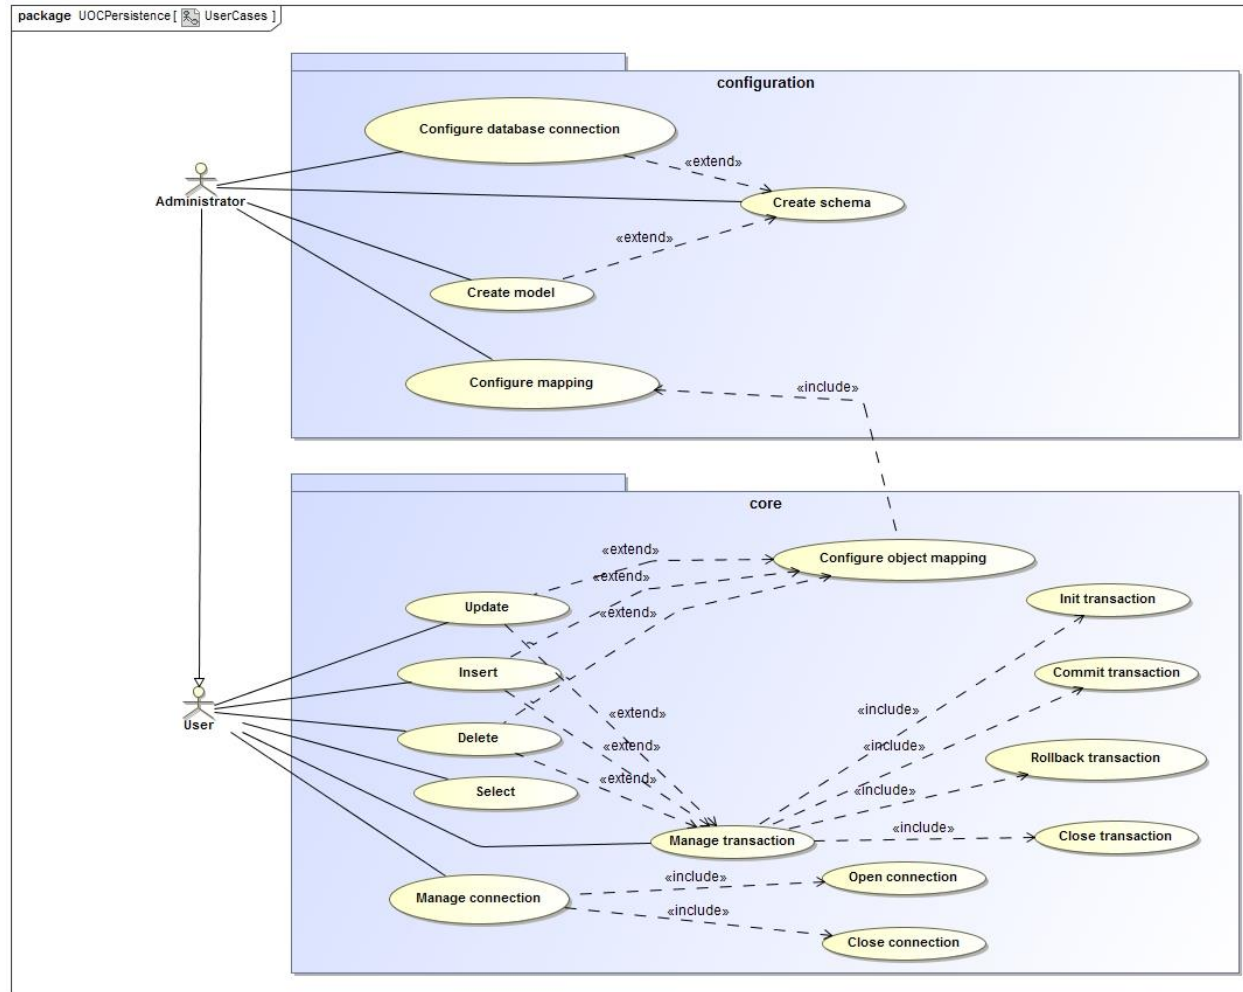 package UOCPersistence [ UserCases ]
configuration
Configure database connection
«extend»
Administrator
Create schema
«extend»
Create model
Configure mapping
«include»
core
«extend»
Configure object mapping
«extend»
Update
«extend»
Init transaction
Insert
Commit transaction
User
«extend»
«include»
Delete
«extend»
Rollback transaction
«extend»
«include»
Select
«include»
Manage transaction
Close transaction
«include»
Open connection
Manage connection
«include»
Close connection